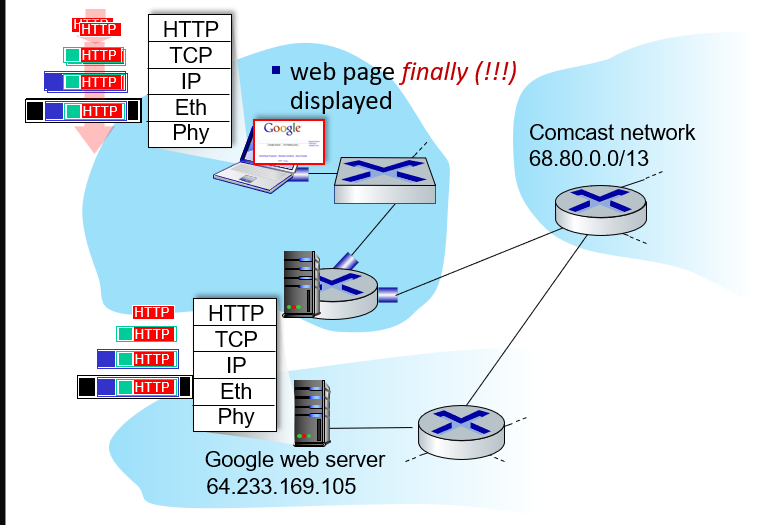 HTTP
HTTP
HTTP
HTTP
HTTP
HTTP
TCP
IP
Eth
Phy
web page finally (!!!)
displayed
Google
Comcast network
68.80.0.0/13
HTTP
HTTP
HTTP
HTTP
HTTP
TCP
IP
Eth
Phy
Google web server
64.233.169.105